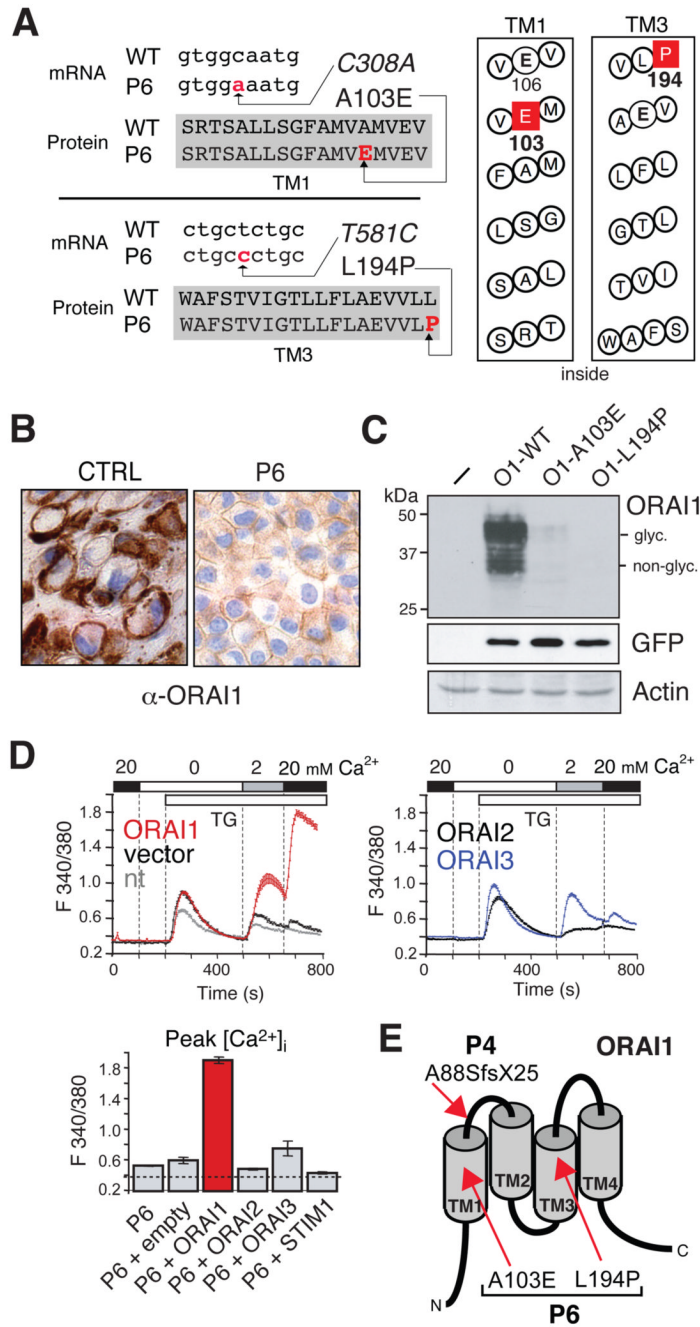 A
mRNA
WT gtggcaatg
P6 gtggaaatg
C308A
A103E
Protein
WT SRTSALLSGFAMVAMVEV
P6 SRTSALLSGFAMVEMVEV
TM1
mRNA
WT ctgctctgc
P6 ctgccctgc
T581C
L194P
Protein
WT WAFSTVIGTLLFLAEVVLL
P6 WAFSTVIGTLLFLAEVVLP
TM3
TM1
V E V
106
V E M
103
F A M
L S G
S A L
S R T
TM3
V L P
194
A E V
L F L
G T L
T V I
W A F S
inside
B
CTRL
P6
α-ORAI1
C
– O1-WT O1-A103E O1-L194P
kDa
50
37
25
ORAI1
glyc.
non-glyc.
GFP
Actin
D
20 0 2 20 mM Ca2+
TG
ORAI1
vector
nt
F 340/380
1.8
1.4
1.0
0.6
0.2
0 400 800
Time (s)
20 0 2 20 mM Ca2+
TG
ORAI2
ORAI3
F 340/380
1.8
1.4
1.0
0.6
0.2
0 200 400 600 800
Time (s)
Peak [Ca2+]i
F 340/380
1.8
1.4
1.0
0.6
0.2
P6
P6 + empty
P6 + ORAI1
P6 + ORAI2
P6 + ORAI3
P6 + STIM1
E
P4
A88SfsX25
ORAI1
TM1
TM2
TM3
TM4
N
C
A103E
L194P
P6